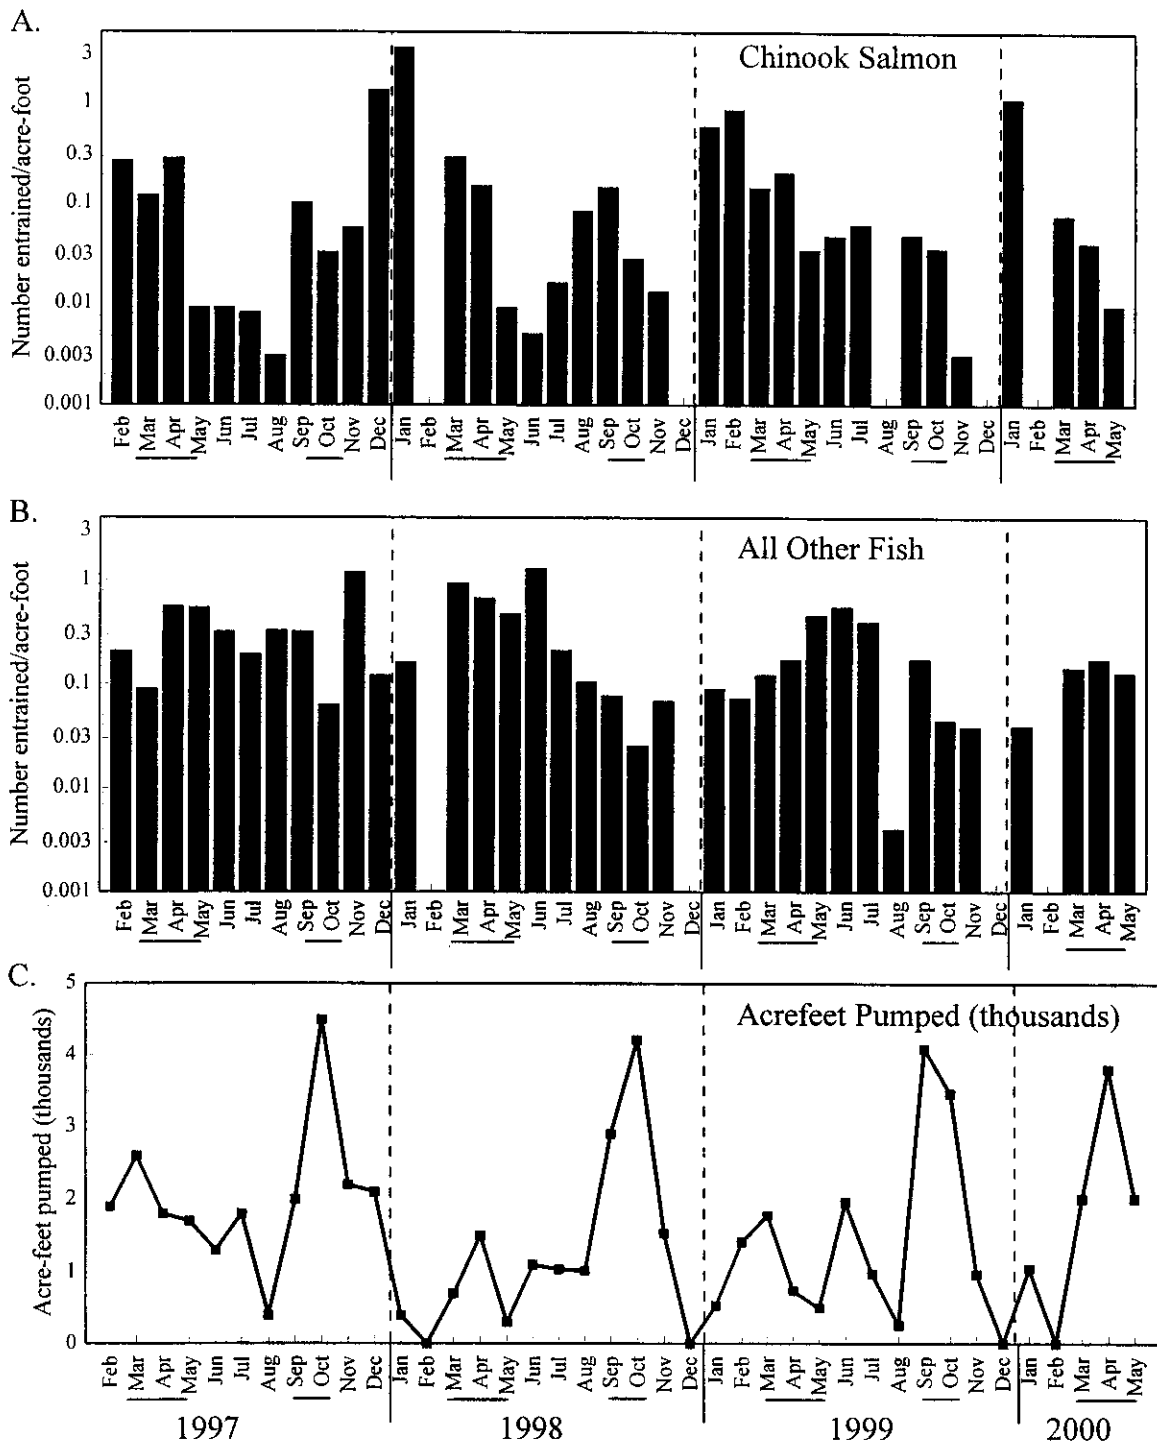 A.
Chinook Salmon
Number entrained/acre-foot
3
1
0.3
0.1
0.03
0.01
0.003
0.001
Feb Mar Apr May Jun Jul Aug Sep Oct Nov Dec Jan Feb Mar Apr May Jun Jul Aug Sep Oct Nov Dec Jan Feb Mar Apr May Jun Jul Aug Sep Oct Nov Dec Jan Feb Mar Apr May
B.
All Other Fish
Number entrained/acre-foot
3
1
0.3
0.1
0.03
0.01
0.003
0.001
Feb Mar Apr May Jun Jul Aug Sep Oct Nov Dec Jan Feb Mar Apr May Jun Jul Aug Sep Oct Nov Dec Jan Feb Mar Apr May Jun Jul Aug Sep Oct Nov Dec Jan Feb Mar Apr May
C.
Acrefeet Pumped (thousands)
Acre-feet pumped (thousands)
5
4
3
2
1
0
Feb Mar Apr May Jun Jul Aug Sep Oct Nov Dec Jan Feb Mar Apr May Jun Jul Aug Sep Oct Nov Dec Jan Feb Mar Apr May Jun Jul Aug Sep Oct Nov Dec Jan Feb Mar Apr May
1997 1998 1999 2000